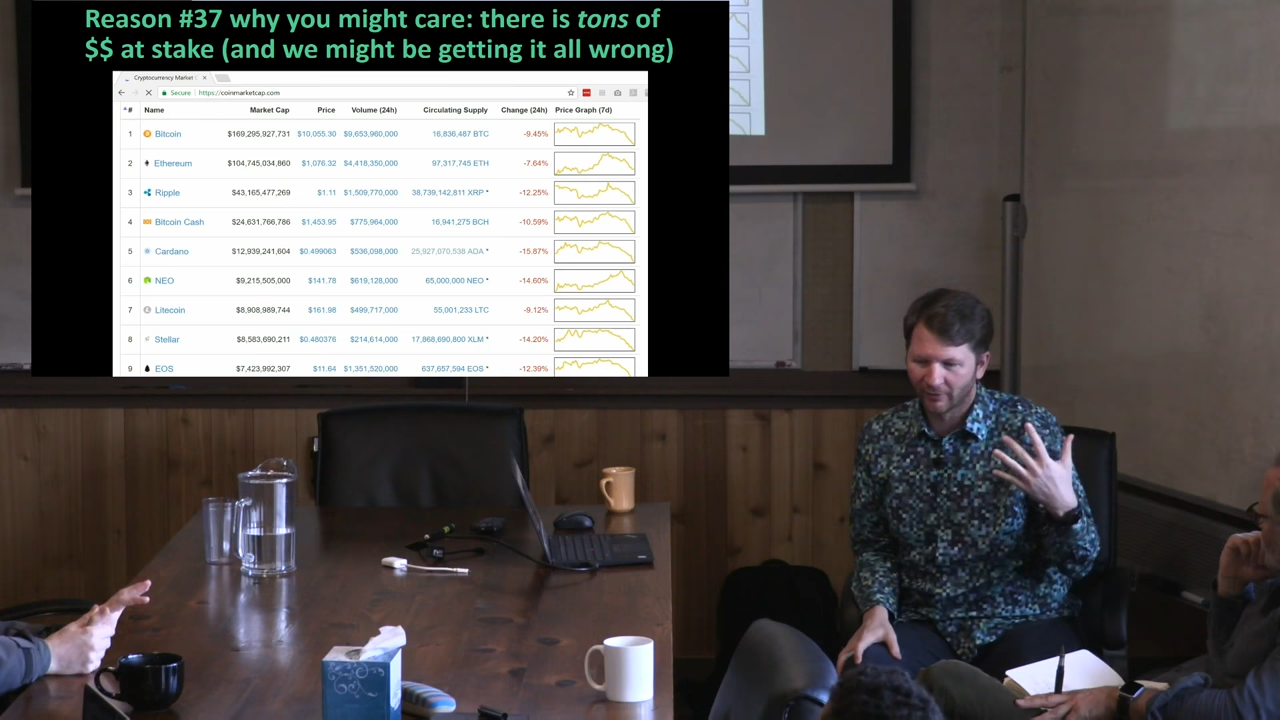 Reason #37 why you might care: there is tons of
$$ at stake (and we might be getting it all wrong)
Cryptocurrency Market
Secure https://coinmarketcap.com
# Name Market Cap Price Volume (24h) Circulating Supply Change (24h) Price Graph (7d)
1 Bitcoin $169,295,927,731 $10,055.30 $9,653,960,000 16,836,487 BTC -9.45%
2 Ethereum $104,745,034,860 $1,076.32 $4,418,350,000 97,317,745 ETH -7.64%
3 Ripple $43,165,477,269 $1.11 $1,509,770,000 38,739,142,811 XRP * -12.25%
4 Bitcoin Cash $24,631,766,786 $1,453.95 $775,964,000 16,941,275 BCH -10.59%
5 Cardano $12,939,241,604 $0.499063 $536,098,000 25,927,070,538 ADA * -15.87%
6 NEO $9,215,505,000 $141.78 $619,128,000 65,000,000 NEO * -14.60%
7 Litecoin $8,908,989,744 $161.98 $499,717,000 55,001,233 LTC -9.12%
8 Stellar $8,583,690,211 $0.480376 $214,614,000 17,868,690,800 XLM * -14.20%
9 EOS $7,423,992,307 $11.64 $1,351,520,000 637,657,594 EOS * -12.39%